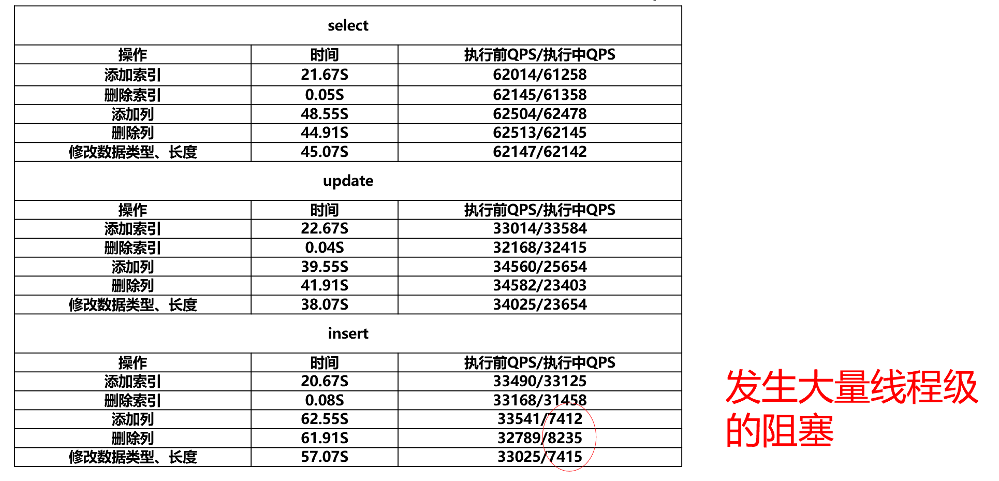 select
操作 时间 执行前QPS/执行中QPS
添加索引 21.67S 62014/61258
删除索引 0.05S 62145/61358
添加列 48.55S 62504/62478
删除列 44.91S 62513/62145
修改数据类型、长度 45.07S 62147/62142
update
操作 时间 执行前QPS/执行中QPS
添加索引 22.67S 33014/33584
删除索引 0.04S 32168/32415
添加列 39.55S 34560/25654
删除列 41.91S 34582/23403
修改数据类型、长度 38.07S 34025/23654
insert
操作 时间 执行前QPS/执行中QPS
添加索引 20.67S 33490/33125
删除索引 0.08S 33168/31458
添加列 62.55S 33541/7412
删除列 61.91S 32789/8235
修改数据类型、长度 57.07S 33025/7415
发生大量线程级
的阻塞